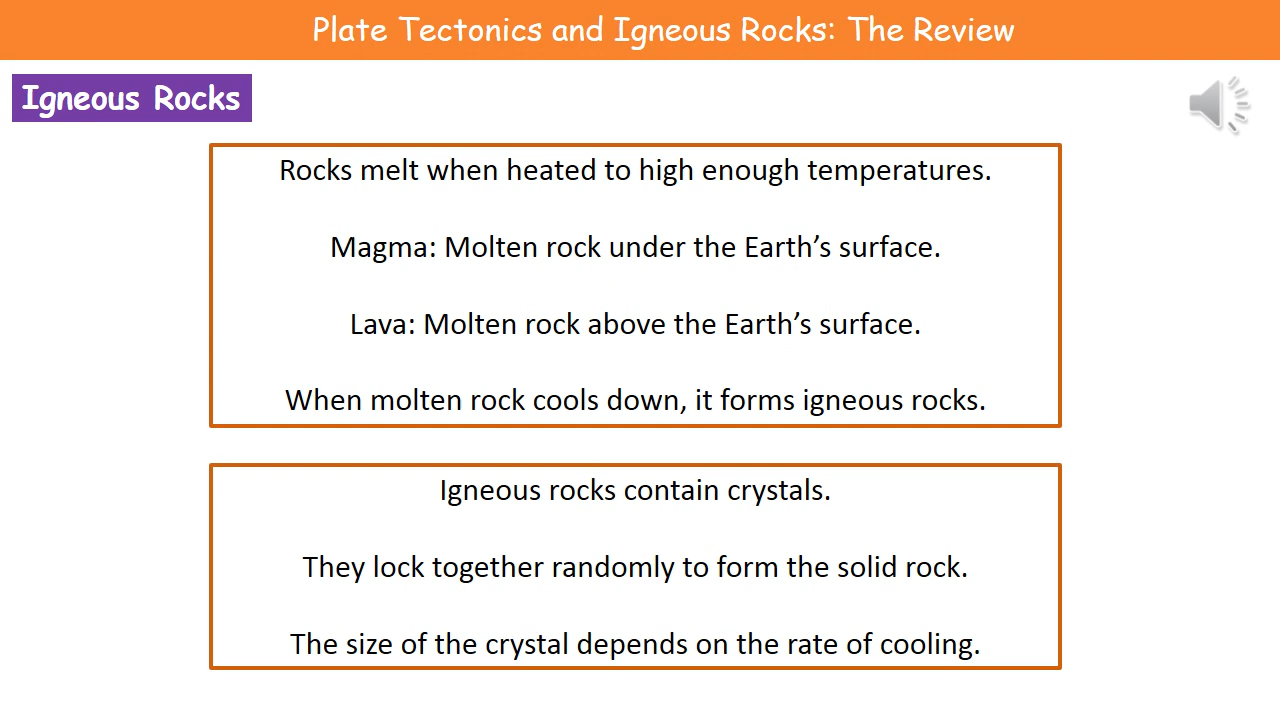 Plate Tectonics and Igneous Rocks: The Review
Igneous Rocks
Rocks melt when heated to high enough temperatures.
Magma: Molten rock under the Earth’s surface.
Lava: Molten rock above the Earth’s surface.
When molten rock cools down, it forms igneous rocks.
Igneous rocks contain crystals.
They lock together randomly to form the solid rock.
The size of the crystal depends on the rate of cooling.